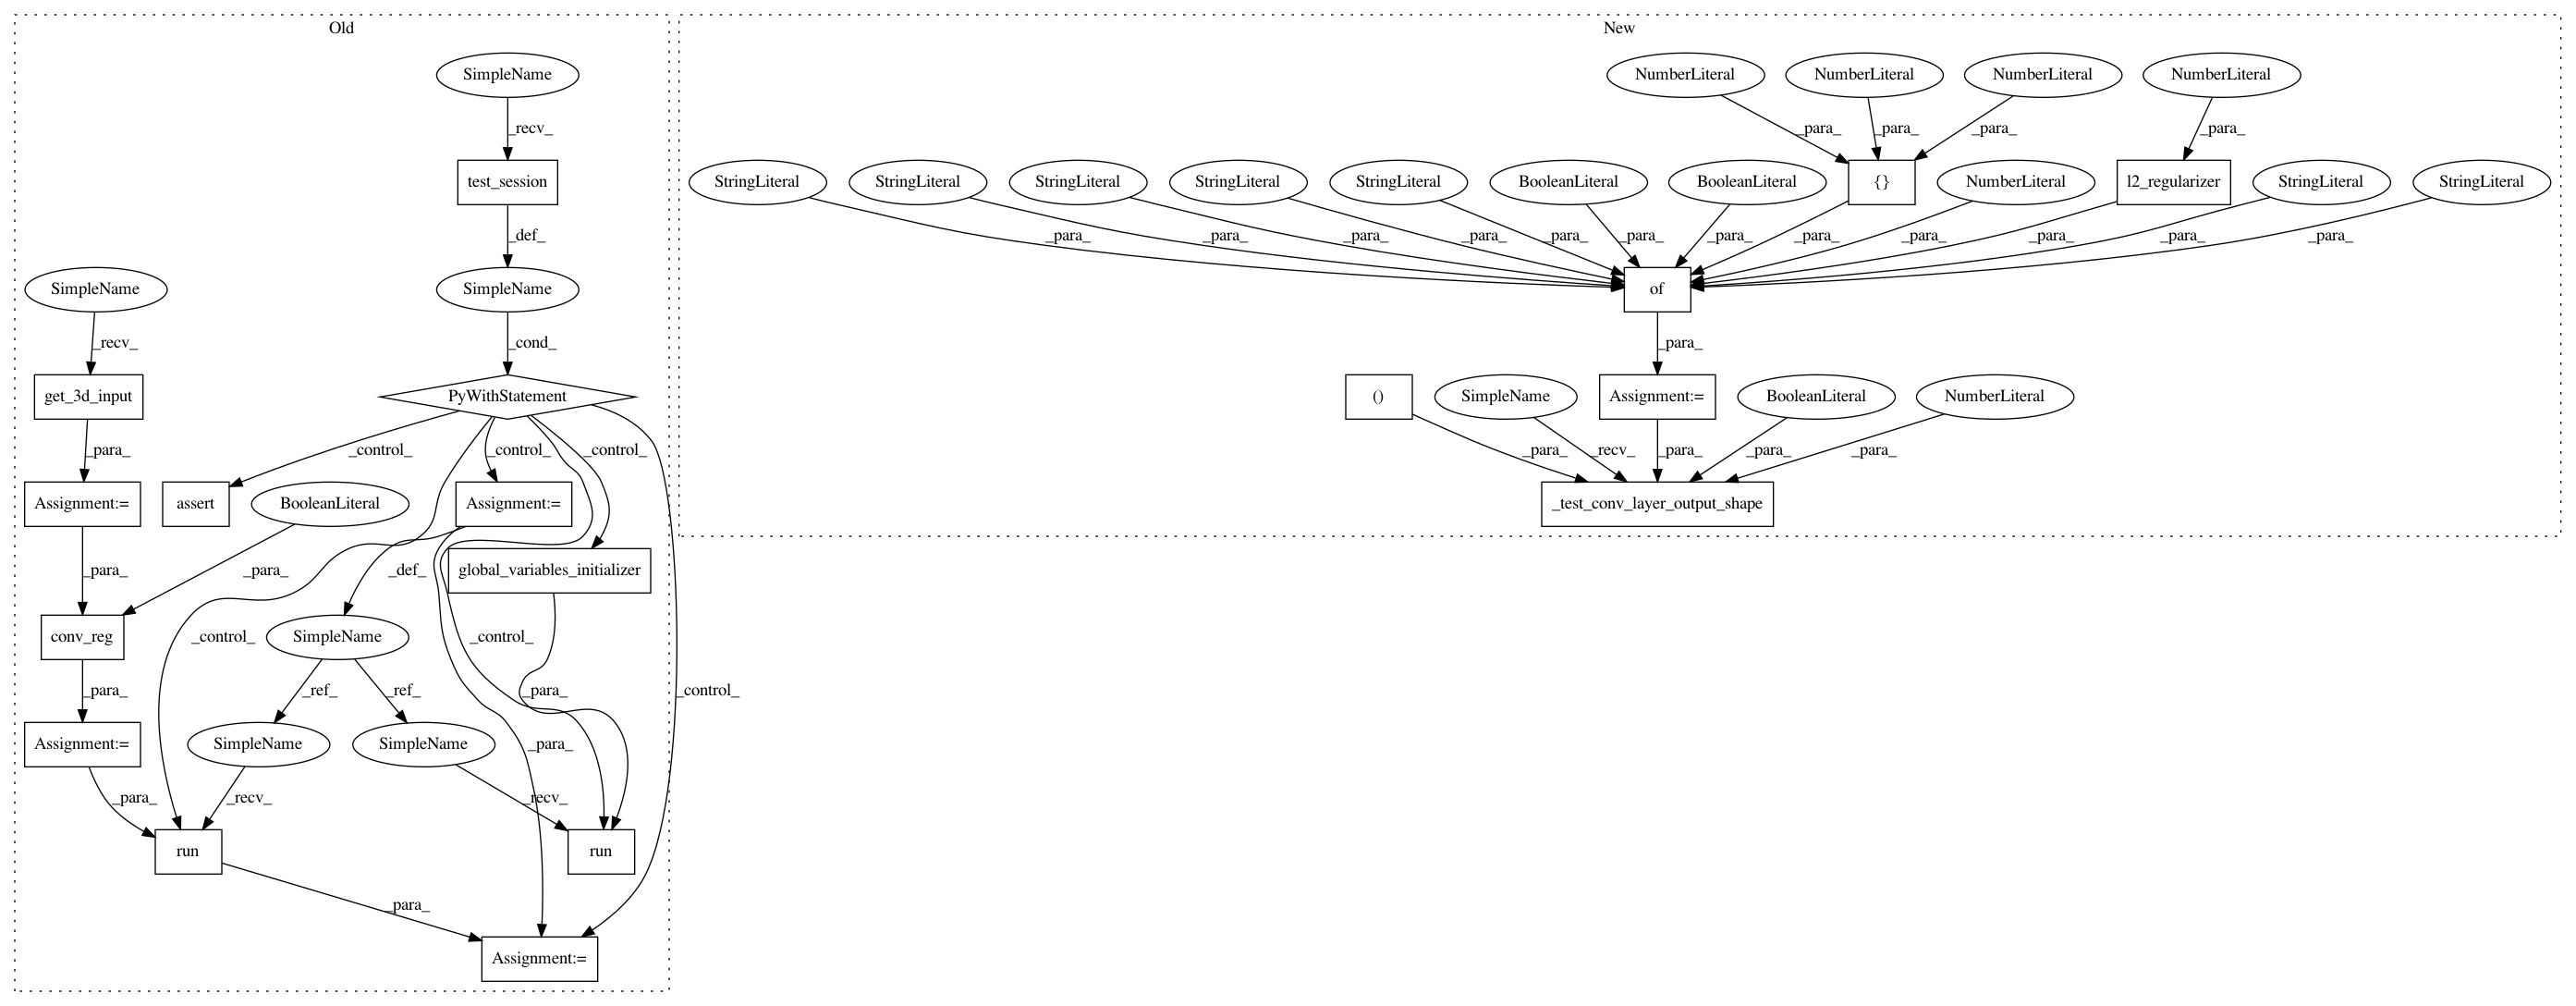 Old
New
SimpleName
NumberLiteral
NumberLiteral
NumberLiteral
NumberLiteral
_recv_
_para_
_para_
_para_
_para_
test_session
StringLiteral
StringLiteral
StringLiteral
StringLiteral
StringLiteral
BooleanLiteral
BooleanLiteral
{}
NumberLiteral
l2_regularizer
StringLiteral
StringLiteral
_def_
_para_
_para_
_para_
_para_
_para_
_para_
_para_
_para_
_para_
_para_
_para_
_para_
SimpleName
SimpleName
of
_recv_
_cond_
_para_
get_3d_input
PyWithStatement
()
SimpleName
Assignment:=
BooleanLiteral
NumberLiteral
_para_
_control_
_control_
_control_
_para_
_recv_
_para_
_para_
_para_
Assignment:=
assert
BooleanLiteral
Assignment:=
_test_conv_layer_output_shape
_para_
_para_
_def_
global_variables_initializer
conv_reg
_control_
SimpleName
_control_
_para_
_ref_
_ref_
_para_
_control_
Assignment:=
SimpleName
SimpleName
_para_
_para_
_recv_
_recv_
run
run
_para_
Assignment:=